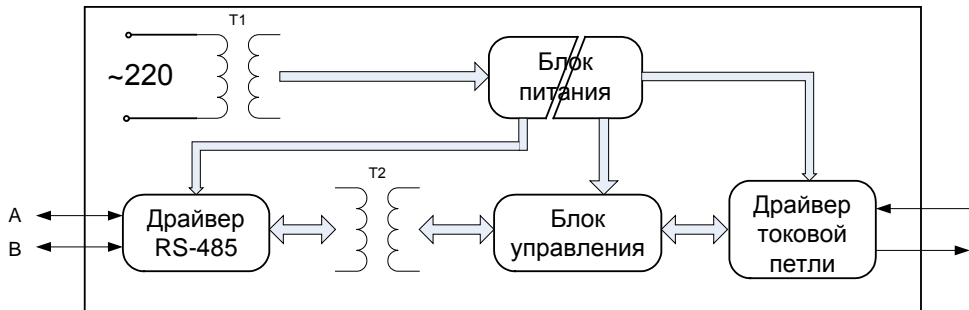 T1
~220
Блок
питания
T2
A
B
Драйвер
RS-485
Блок
управления
Драйвер
токовой
петли